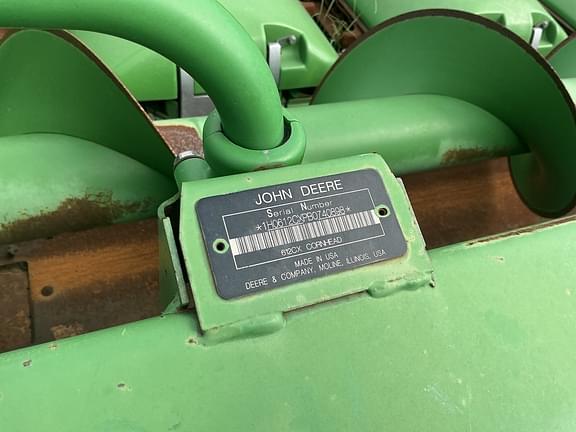 JOHN DEERE
Serial Number
*1H0612CXPB0740898*
612CX CORNHEAD
MADE IN USA
DEERE & COMPANY, MOLINE, ILLINOIS, USA